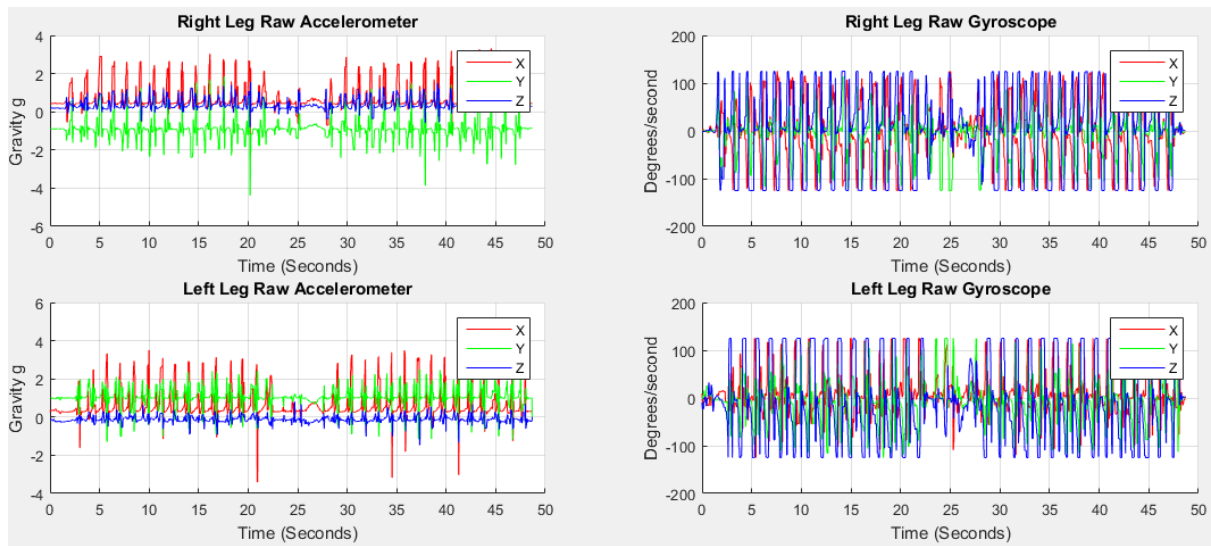 Right Leg Raw Accelerometer
4
2
0
-2
-4
-6
Gravity g
X
Y
Z
0 5 10 15 20 25 30 35 40 45 50
Time (Seconds)
Right Leg Raw Gyroscope
200
100
0
-100
-200
Degrees/second
X
Y
Z
0 5 10 15 20 25 30 35 40 45 50
Time (Seconds)
Left Leg Raw Accelerometer
6
4
2
0
-2
-4
Gravity g
X
Y
Z
0 5 10 15 20 25 30 35 40 45 50
Time (Seconds)
Left Leg Raw Gyroscope
200
100
0
-100
-200
Degrees/second
X
Y
Z
0 5 10 15 20 25 30 35 40 45 50
Time (Seconds)